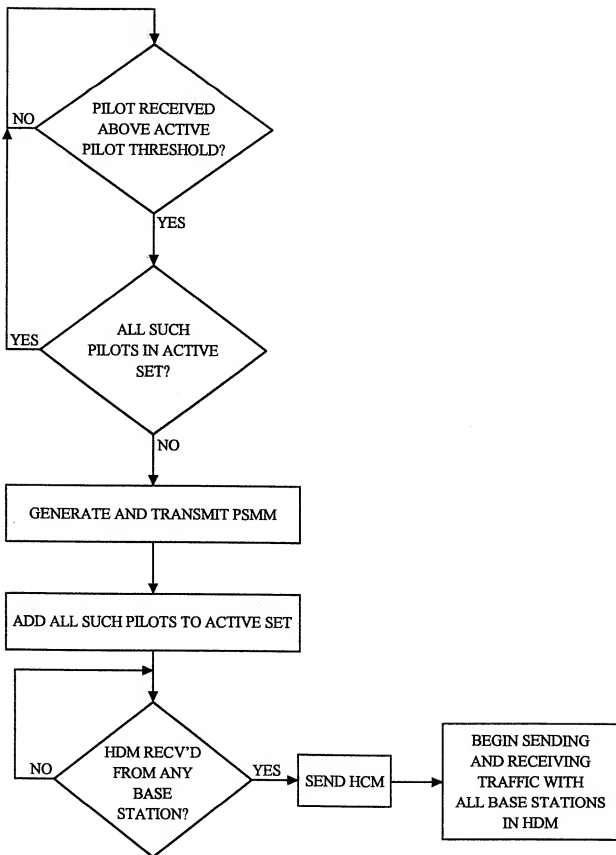 PILOT RECEIVED
ABOVE ACTIVE
PILOT THRESHOLD?
NO
YES
ALL SUCH
PILOTS IN ACTIVE
SET?
YES
NO
GENERATE AND TRANSMIT PSMM
ADD ALL SUCH PILOTS TO ACTIVE SET
HDM RECV'D
FROM ANY
BASE
STATION?
NO
YES
SEND HCM
BEGIN SENDING
AND RECEIVING
TRAFFIC WITH
ALL BASE STATIONS
IN HDM